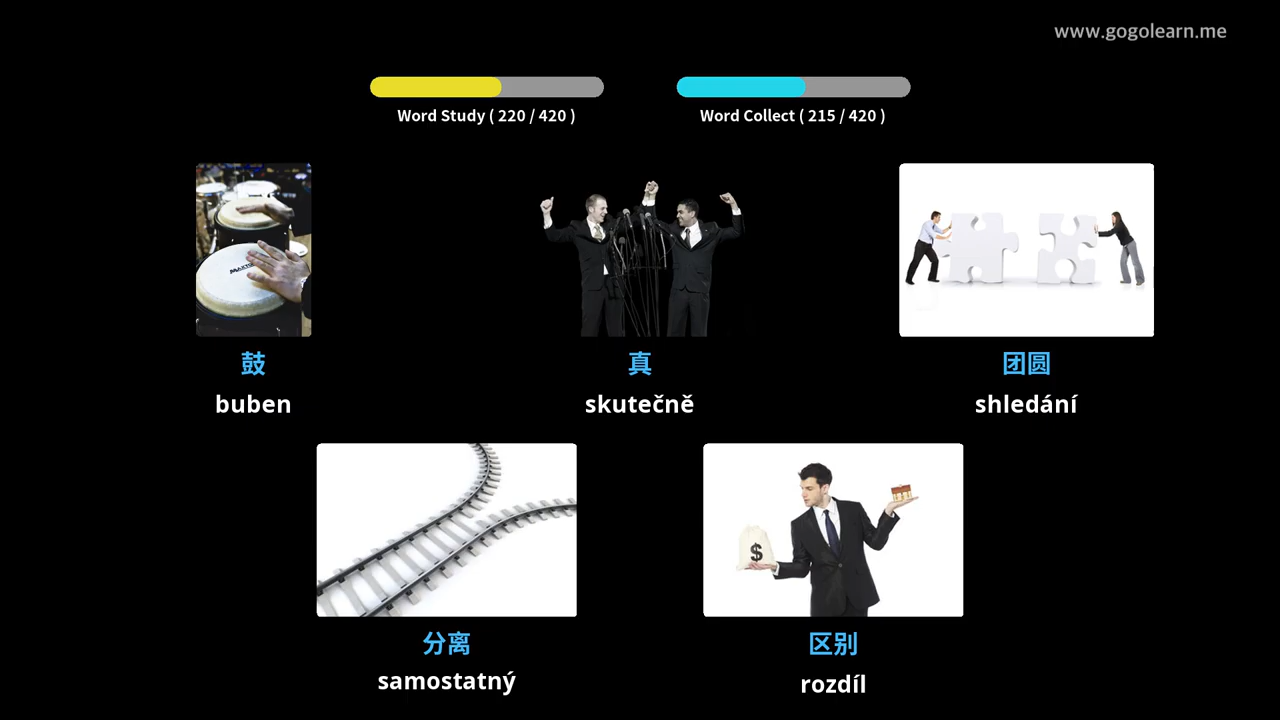 www.gogolearn.me
Word Study ( 220 / 420 )
Word Collect ( 215 / 420 )
鼓
buben
真
skutečně
团圆
shledání
分离
samostatný
$
区别
rozdíl